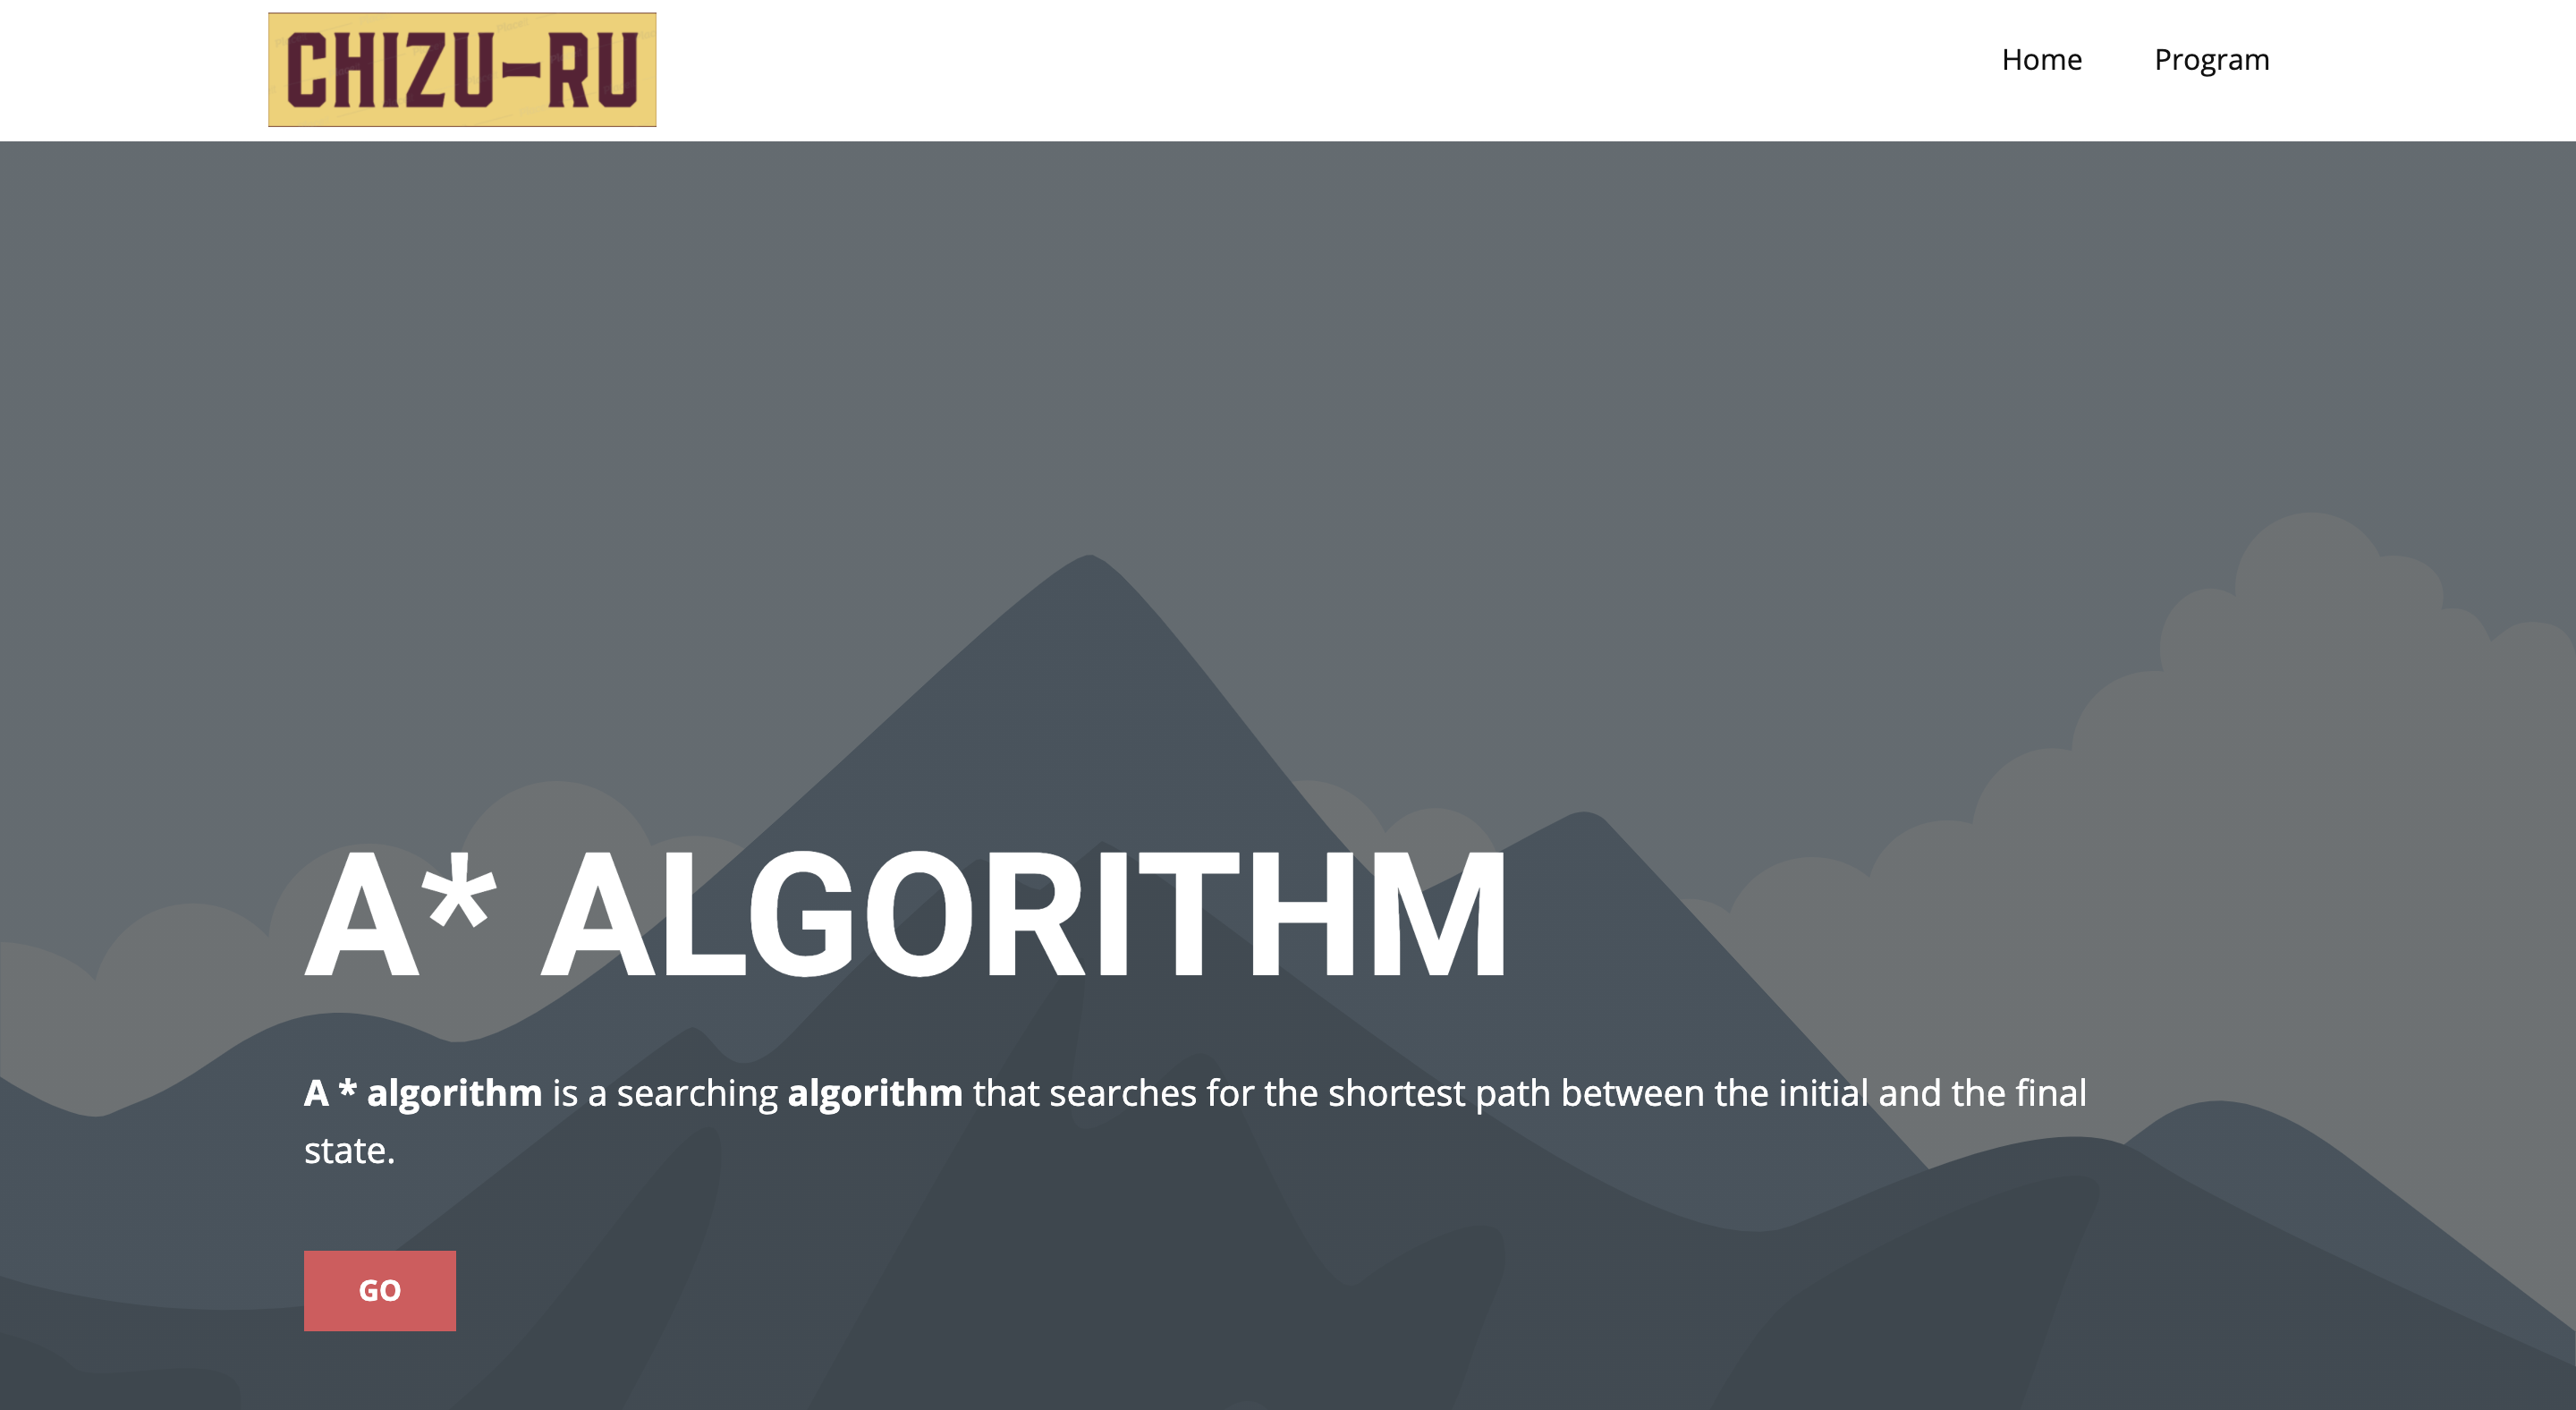 CHIZU-RU
Home
Program
A* ALGORITHM
A * algorithm is a searching algorithm that searches for the shortest path between the initial and the final
state.
GO